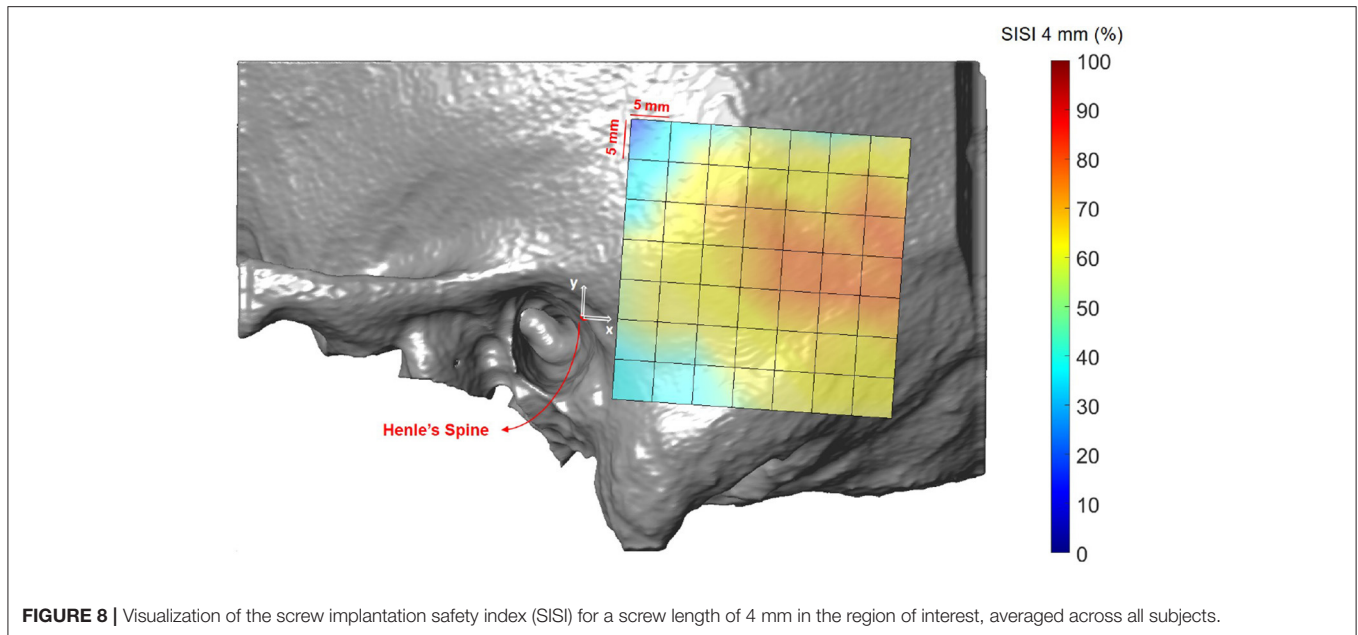 SISI 4 mm (%)
5 mm
5 mm
100
90
80
70
60
50
40
30
20
10
0
y
x
Henle's Spine
FIGURE 8 | Visualization of the screw implantation safety index (SISI) for a screw length of 4 mm in the region of interest, averaged across all subjects.